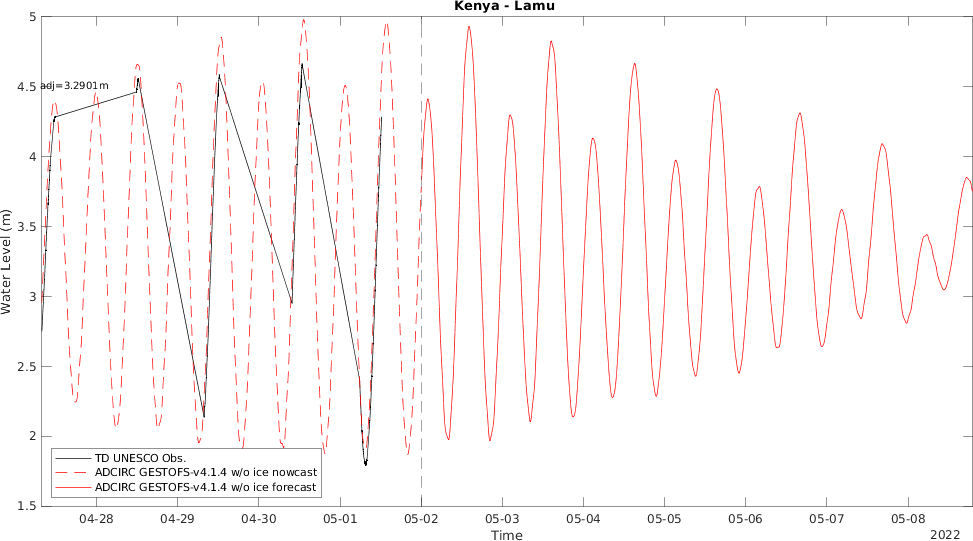 Kenya - Lamu
5
4.5
4
3.5
3
2.5
2
1.5
Water Level (m)
adj=3.2901m
TD UNESCO Obs.
ADCIRC GESTOFS-v4.1.4 w/o ice nowcast
ADCIRC GESTOFS-v4.1.4 w/o ice forecast
04-28 04-29 04-30 05-01 05-02 05-03 05-04 05-05 05-06 05-07 05-08
Time
2022